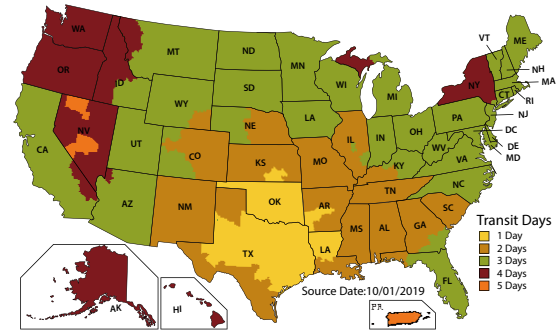 WA
OR
ID
MT
ND
MN
SD
WY
NV
UT
CA
AZ
CO
NM
NE
KS
OK
TX
IA
MO
AR
LA
WI
IL
MI
IN
OH
KY
TN
MS
AL
GA
SC
NC
FL
VA
WV
PA
NY
VT
ME
NH
MA
CT
RI
NJ
DC
DE
MD
AK
HI
PR
Transit Days
1 Day
2 Days
3 Days
4 Days
5 Days
Source Date:10/01/2019